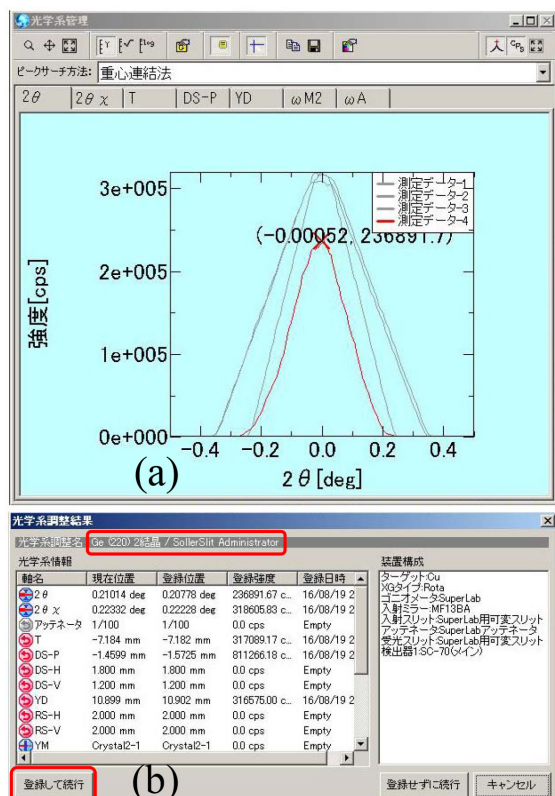 光学系管理
ピークサーチ方法: 重心連結法
2θ 2θχ T DS-P YD ωM2 ωA
測定データ-1
測定データ-2
測定データ-3
測定データ-4
(-0.00052, 236891.7)
3e+005
2e+005
1e+005
0e+000
強度[cps]
-0.4 -0.2 0.0 0.2 0.4
2θ[deg]
(a)
光学系調整結果
光学系調整名 Ge (220) 2結晶 / SollerSlit Administrator
光学系情報
軸名 現在位置 登録位置 登録強度 登録日時
2θ 0.21014 deg 0.20778 deg 236891.67 c... 16/08/19 2
2θχ 0.22332 deg 0.22228 deg 318605.83 c... 16/08/19 2
アッテネータ 1/100 1/100 0.0 cps Empty
T -7.184 mm -7.182 mm 317089.17 c... 16/08/19 2
DS-P -1.4599 mm -1.5725 mm 811266.18 c... 16/08/19 2
DS-H 1.800 mm 1.800 mm 0.0 cps Empty
DS-V 1.200 mm 1.200 mm 0.0 cps Empty
YD 10.899 mm 10.902 mm 316575.00 c... 16/08/19 2
RS-H 2.000 mm 2.000 mm 0.0 cps Empty
RS-V 2.000 mm 2.000 mm 0.0 cps Empty
YM Crystal2-1 Crystal2-1 0.0 cps Empty
装置構成
ターゲット:Cu
XGタイプ:Rota
ゴニオメータSuperLab
入射ミラー:MF13BA
入射スリット:SuperLab用可変スリット
アッテネータSuperLabアッテネータ
受光スリット:SuperLab用可変スリット
検出器1:SC-70(メイン)
登録して続行
(b)
登録せずに続行 キャンセル